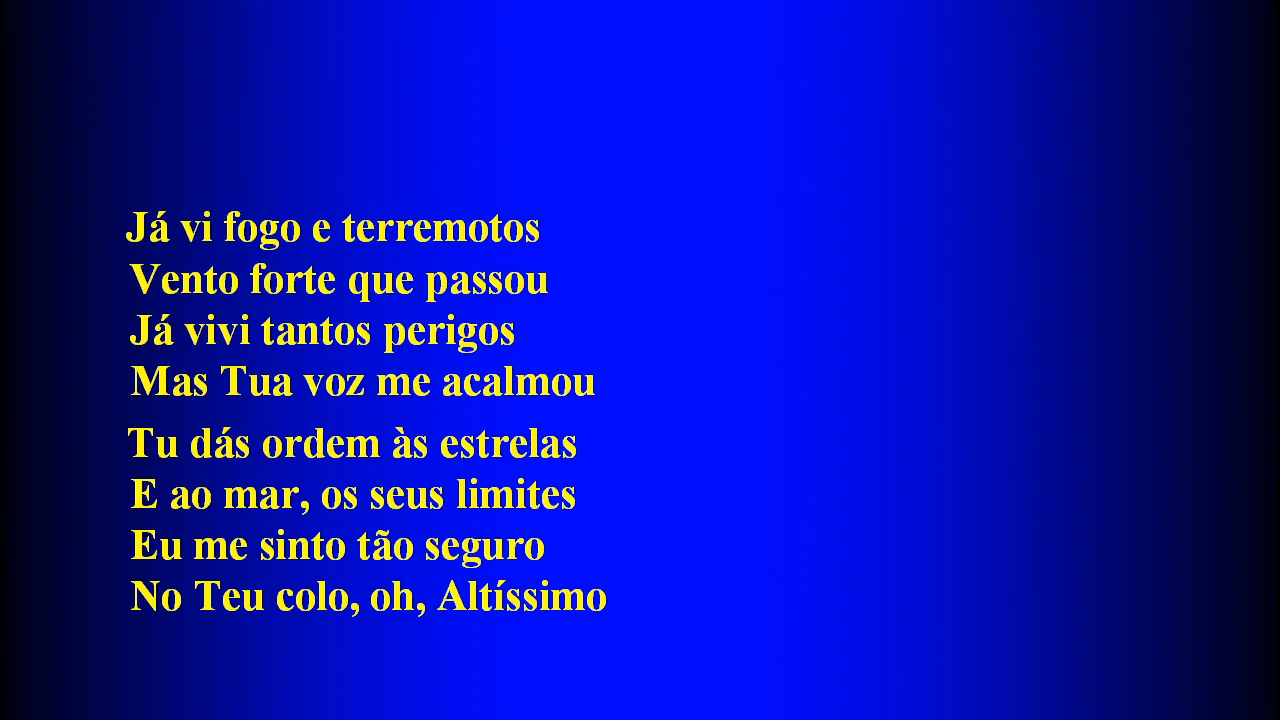 Já vi fogo e terremotos
Vento forte que passou
Já vivi tantos perigos
Mas Tua voz me acalmou
Tu dás ordem às estrelas
E ao mar, os seus limites
Eu me sinto tão seguro
No Teu colo, oh, Altíssimo